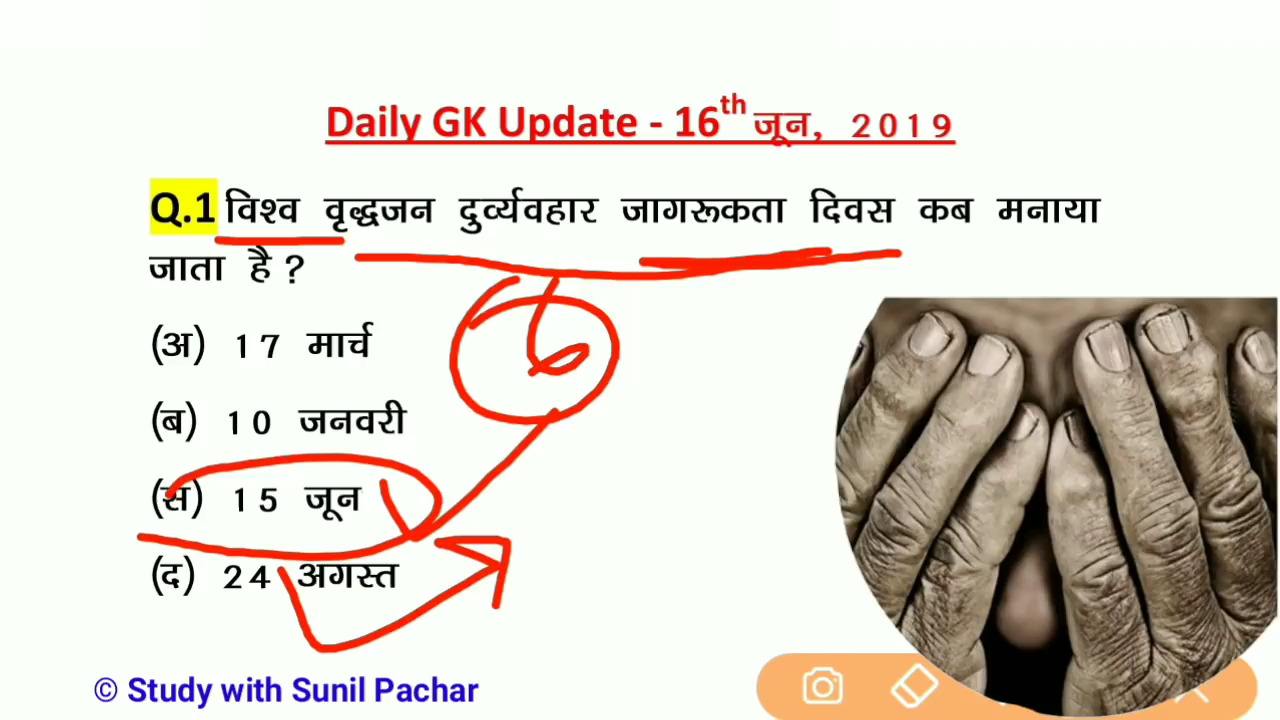 Daily GK Update - 16th जून, 2019
Q.1 विश्व वृद्धजन दुर्व्यवहार जागरूकता दिवस कब मनाया
जाता है ?
(अ) 17 मार्च
(ब) 10 जनवरी
(स) 15 जून
(द) 24 अगस्त
© Study with Sunil Pachar